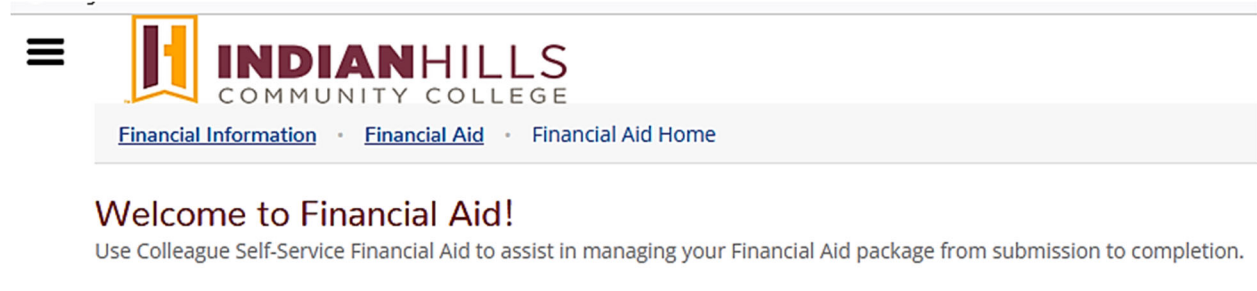 INDIANHILLS
COMMUNITY COLLEGE
Financial Information · Financial Aid · Financial Aid Home
Welcome to Financial Aid!
Use Colleague Self-Service Financial Aid to assist in managing your Financial Aid package from submission to completion.